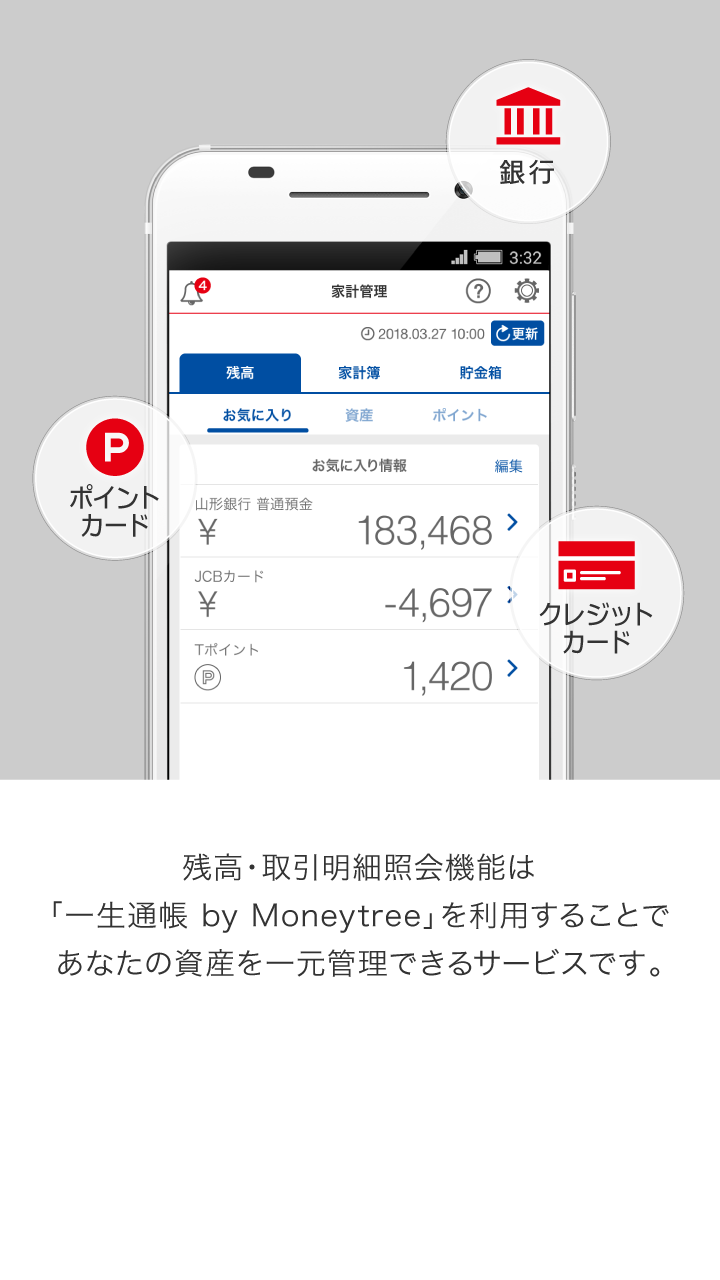 銀行
3:32
4
家計管理
?
2018.03.27 10:00
更新
残高
家計簿
貯金箱
お気に入り
資産
ポイント
お気に入り情報
編集
山形銀行 普通預金
¥
183,468
JCBカード
¥
-4,697
Tポイント
P
1,420
P
ポイント
カード
クレジット
カード
残高・取引明細照会機能は
「一生通帳 by Moneytree」を利用することで
あなたの資産を一元管理できるサービスです。